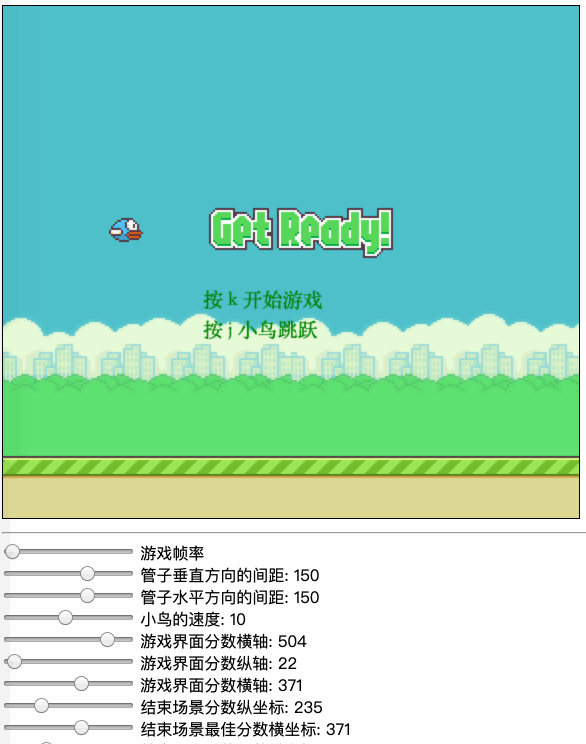 Get Ready!
按 k 开始游戏
按 j 小鸟跳跃
游戏帧率
管子垂直方向的间距: 150
管子水平方向的间距: 150
小鸟的速度: 10
游戏界面分数横轴: 504
游戏界面分数纵轴: 22
游戏界面分数横轴: 371
结束场景分数纵坐标: 235
结束场景最佳分数横坐标: 371